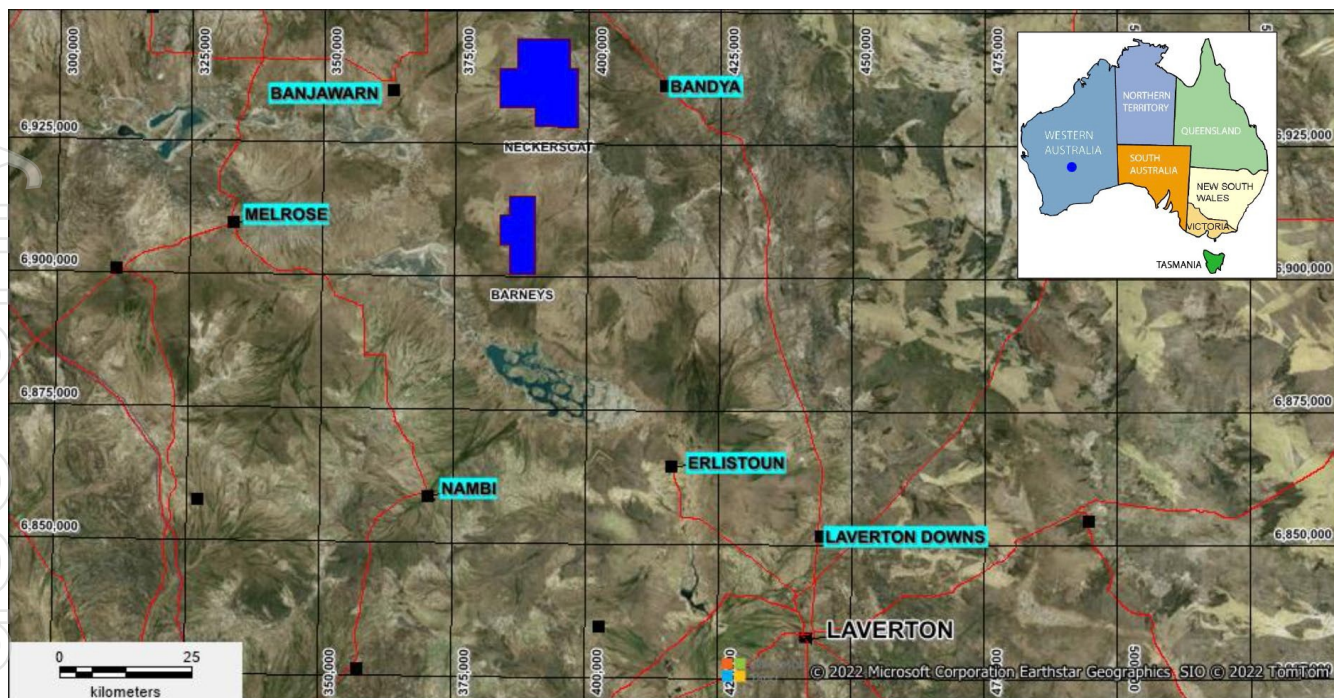 300,000
325,000
350,000
375,000
400,000
425,000
450,000
475,000
BANJAWARN
BANDYA
6,925,000
6,925,000
NECKERSGAT
NORTHERN
TERRITORY
QUEENSLAND
WESTERN
AUSTRALIA
SOUTH
AUSTRALIA
NEW SOUTH
WALES
VICTORIA
TASMANIA
MELROSE
6,900,000
6,900,000
BARNEYS
6,875,000
6,875,000
ERLISTOUN
NAMBI
6,850,000
6,850,000
LAVERTON DOWNS
LAVERTON
0
25
kilometers
350,000
375,000
400,000
500,000
© 2022 Microsoft Corporation Earthstar Geographics SIO © 2022 TomTom